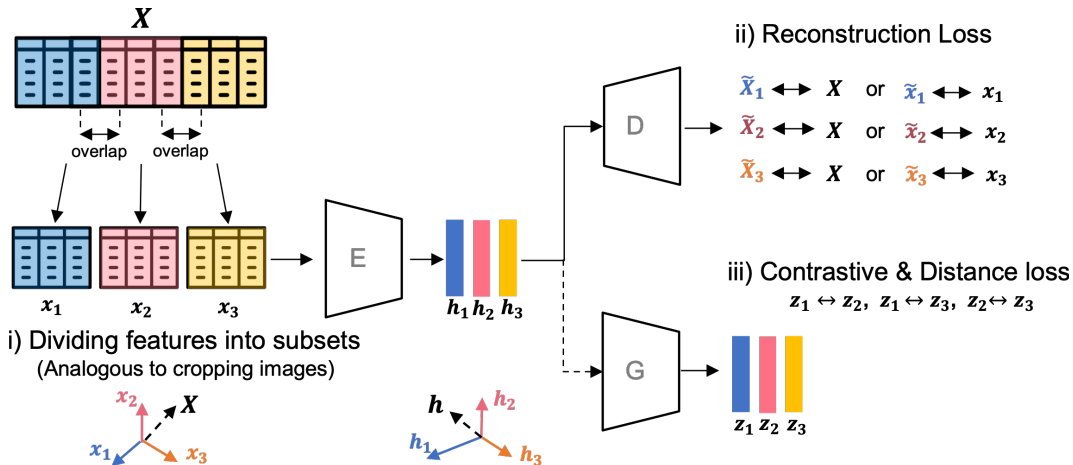 X
overlap overlap
x₁ x₂ x₃
i) Dividing features into subsets
(Analogous to cropping images)
x₂ X
x₁ x₃
E
h₁ h₂ h₃
h h₂
h₁ h₃
D
ii) Reconstruction Loss
X̃₁ ↔ X or x̃₁ ↔ x₁
X̃₂ ↔ X or x̃₂ ↔ x₂
X̃₃ ↔ X or x̃₃ ↔ x₃
G
iii) Contrastive & Distance loss
z₁ ↔ z₂, z₁ ↔ z₃, z₂ ↔ z₃
z₁ z₂ z₃